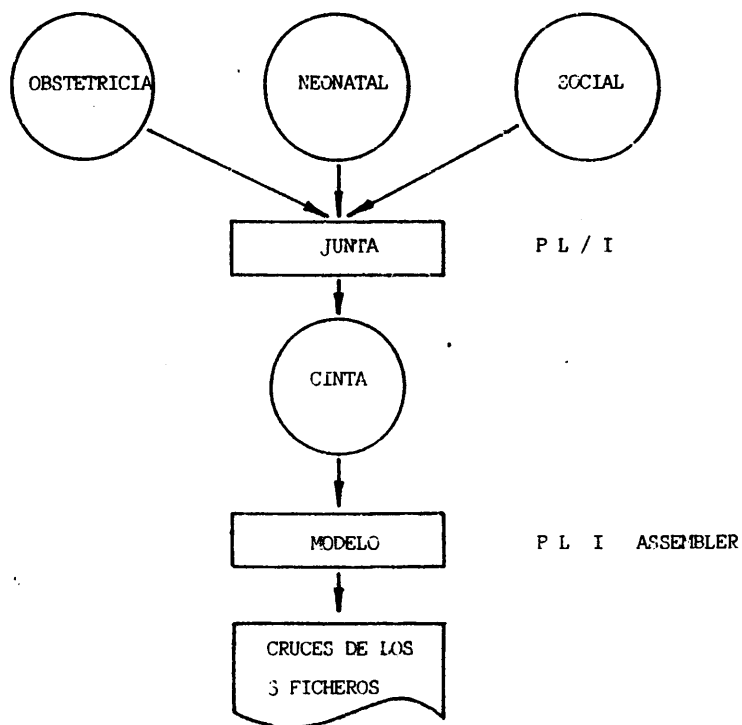 OBSTETRICIA
NEONATAL
SOCIAL
JUNTA
P L / I
CINTA
MODELO
P L I ASSEMBLER
CRUCES DE LOS
3 FICHEROS